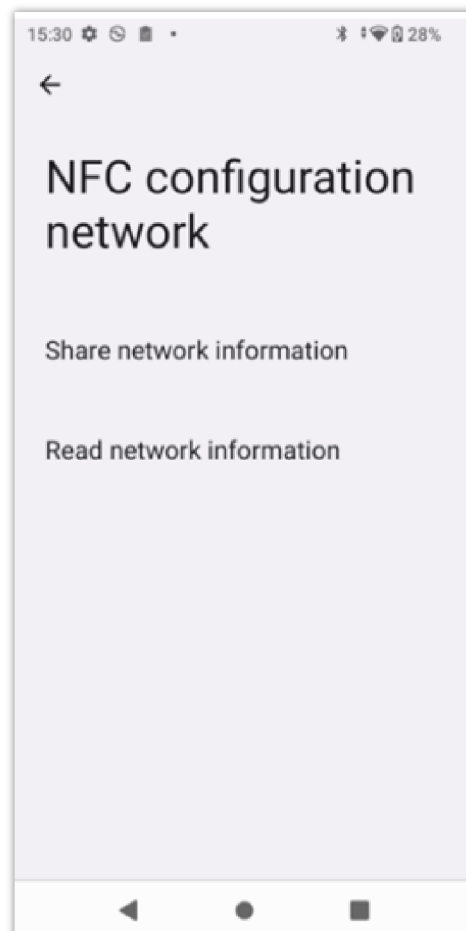 15:30 28%
NFC configuration
network
Share network information
Read network information